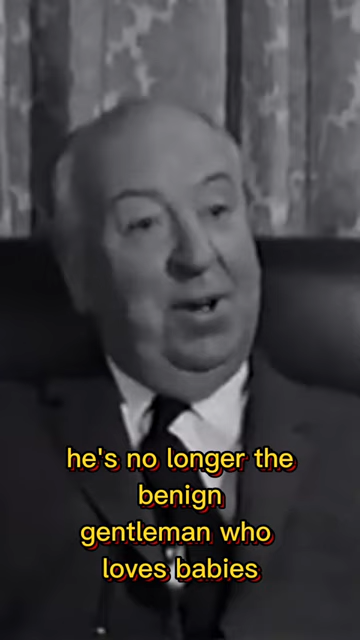 he's no longer the
benign
gentleman who
loves babies